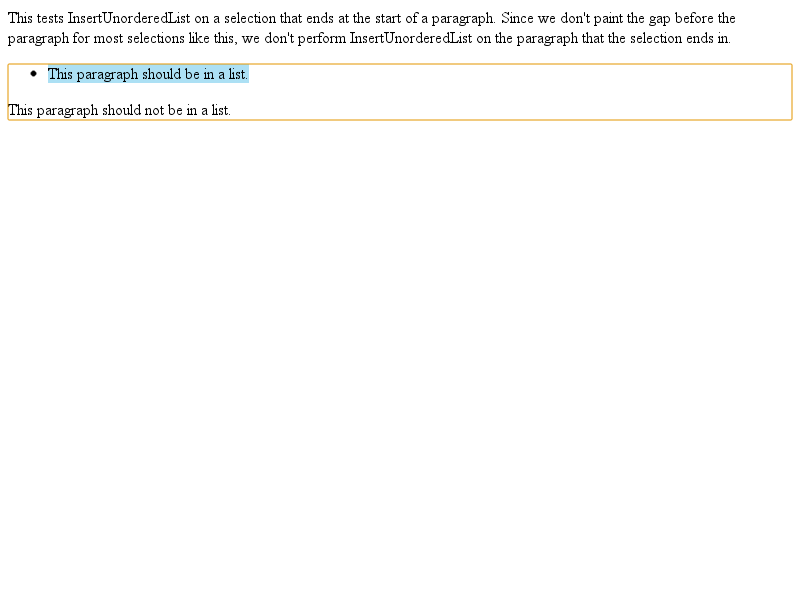 This tests InsertUnorderedList on a selection that ends at the start of a paragraph. Since we don't paint the gap before the
paragraph for most selections like this, we don't perform InsertUnorderedList on the paragraph that the selection ends in.
• This paragraph should be in a list.
This paragraph should not be in a list.